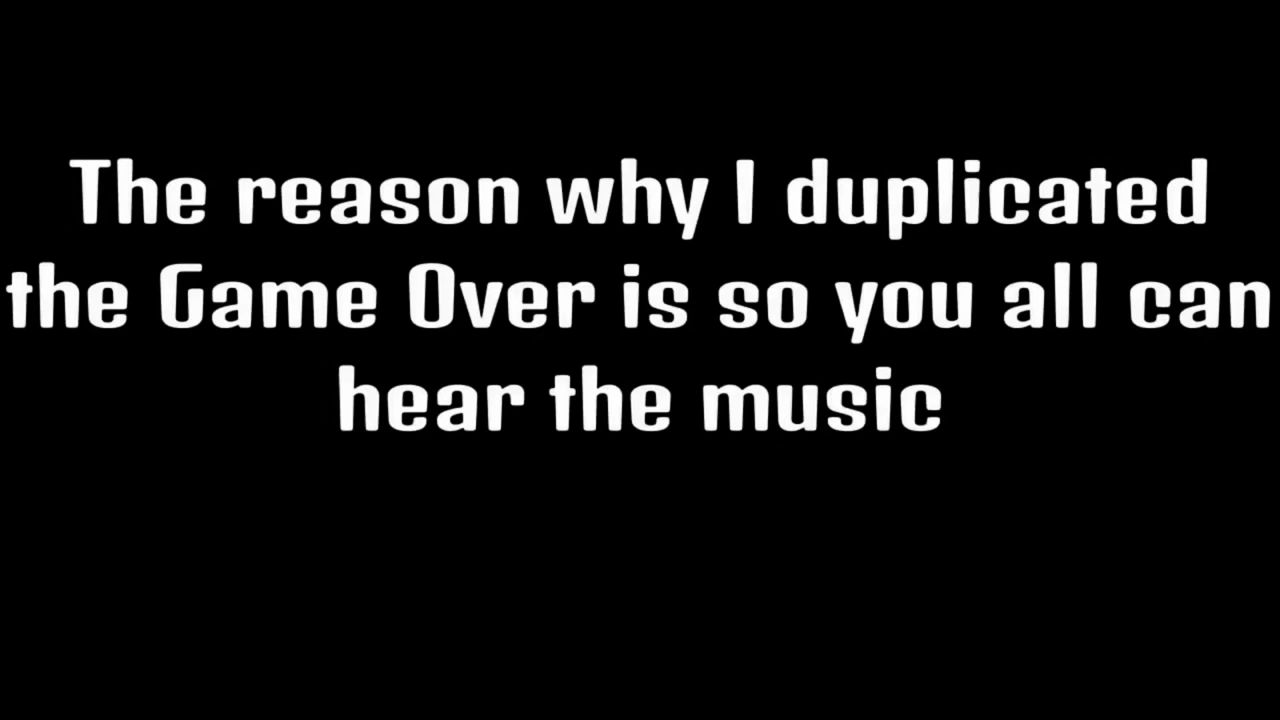 The reason why I duplicated
the Game Over is so you all can
hear the music